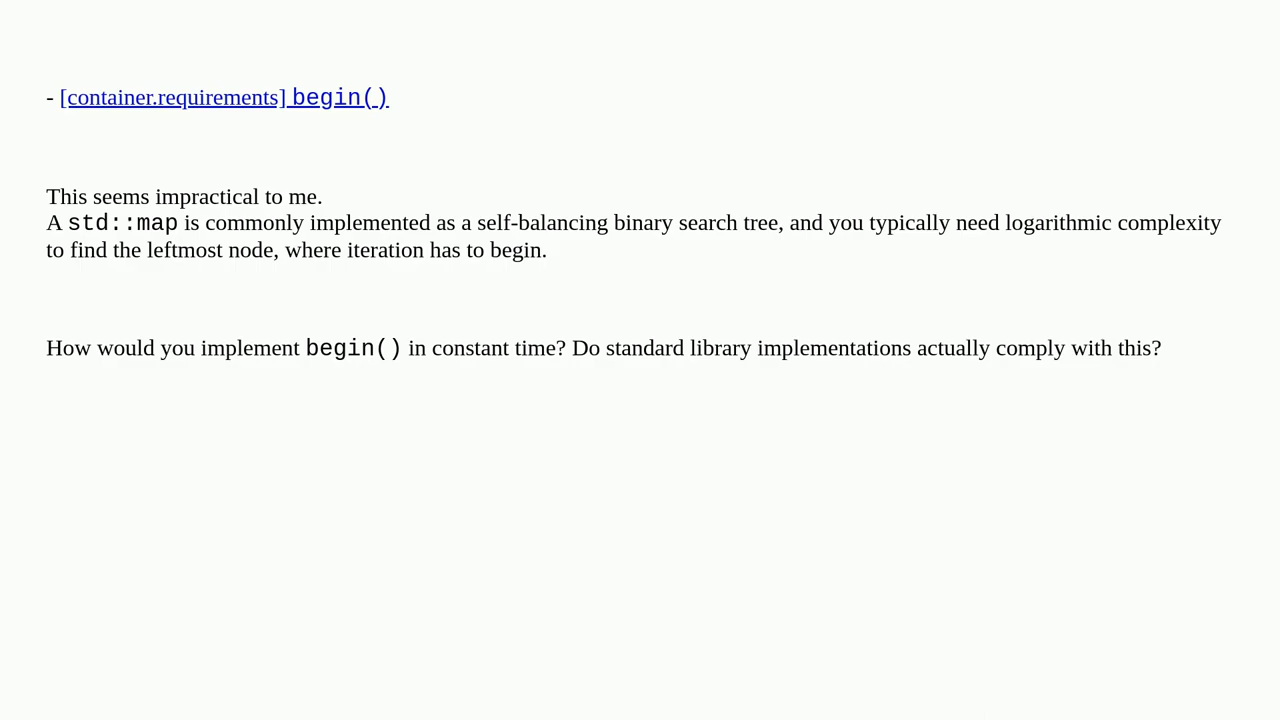 - [container.requirements] begin()
This seems impractical to me.
A std::map is commonly implemented as a self-balancing binary search tree, and you typically need logarithmic complexity
to find the leftmost node, where iteration has to begin.
How would you implement begin() in constant time? Do standard library implementations actually comply with this?